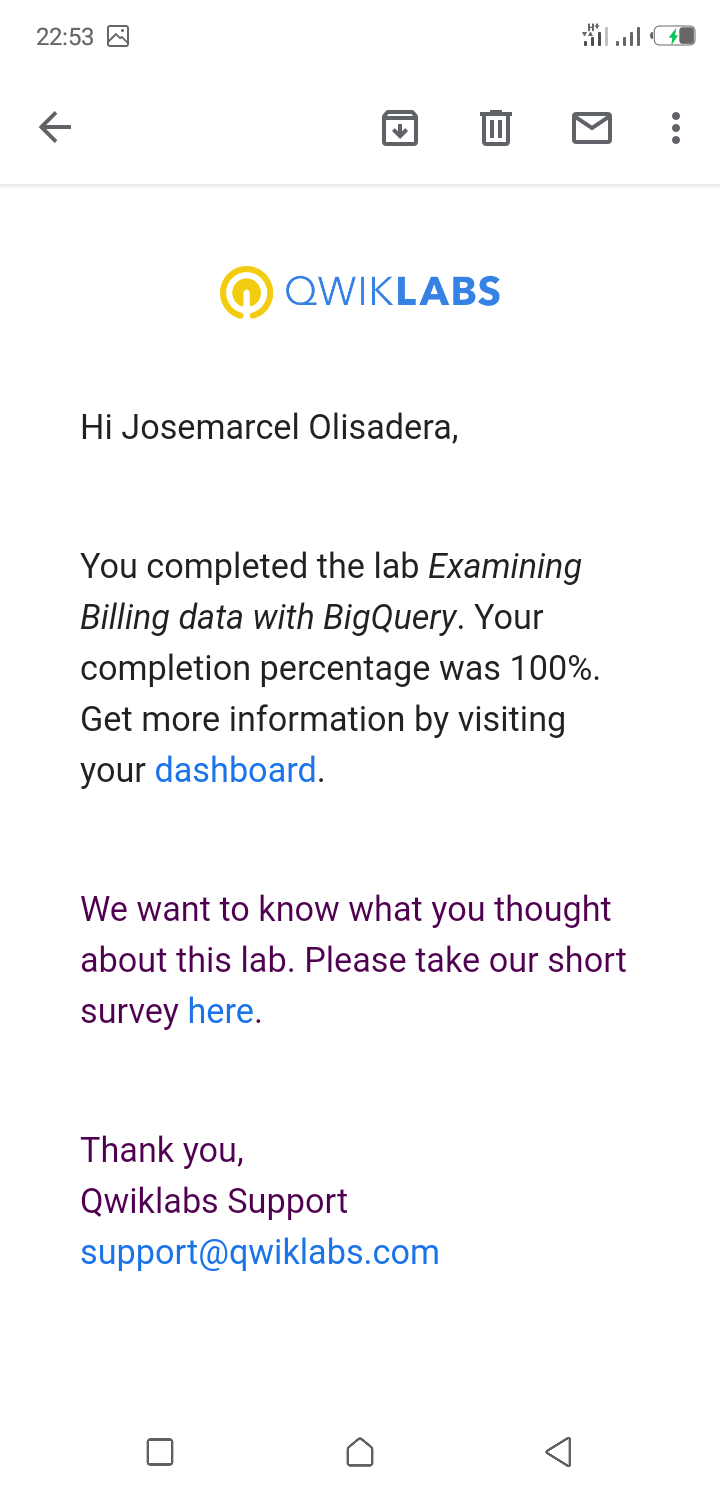 22:53
H+
QWIKLABS
Hi Josemarcel Olisadera,
You completed the lab Examining
Billing data with BigQuery. Your
completion percentage was 100%.
Get more information by visiting
your dashboard.
We want to know what you thought
about this lab. Please take our short
survey here.
Thank you,
Qwiklabs Support
support@qwiklabs.com